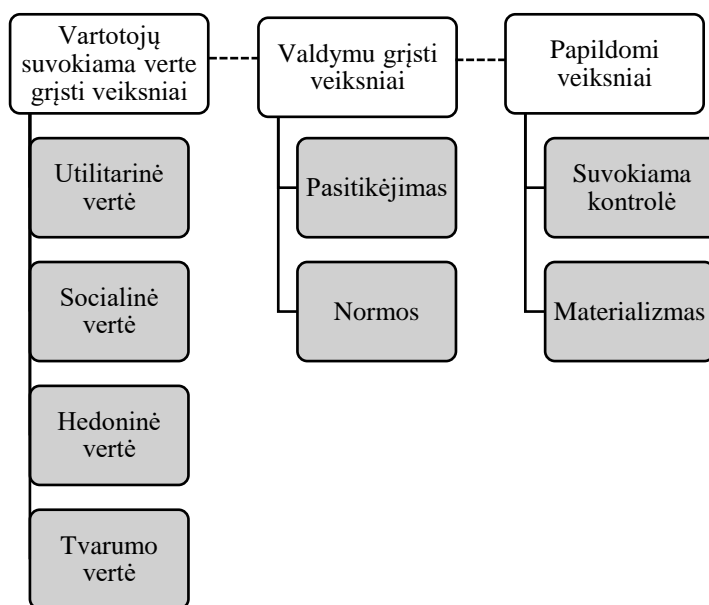 Vartotojų
suvokiama verte
grįsti veiksniai
Utilitarinė
vertė
Socialinė
vertė
Hedoninė
vertė
Tvarumo
vertė
Valdymu grįsti
veiksniai
Pasitikėjimas
Normos
Papildomi
veiksniai
Suvokiama
kontrolė
Materializmas